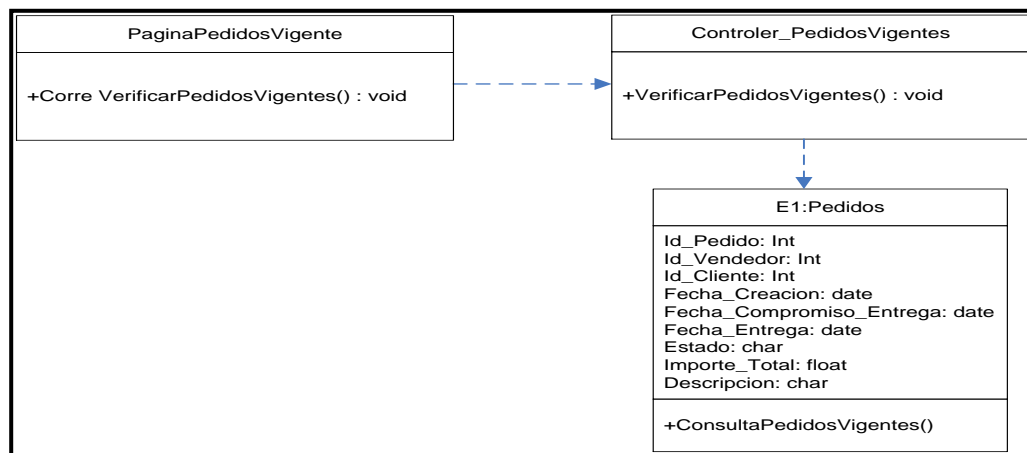 PaginaPedidosVigente
+Corre VerificarPedidosVigentes() : void
Controler_PedidosVigentes
+VerificarPedidosVigentes() : void
E1:Pedidos
Id_Pedido: Int
Id_Vendedor: Int
Id_Cliente: Int
Fecha_Creacion: date
Fecha_Compromiso_Entrega: date
Fecha_Entrega: date
Estado: char
Importe_Total: float
Descripcion: char
+ConsultaPedidosVigentes()